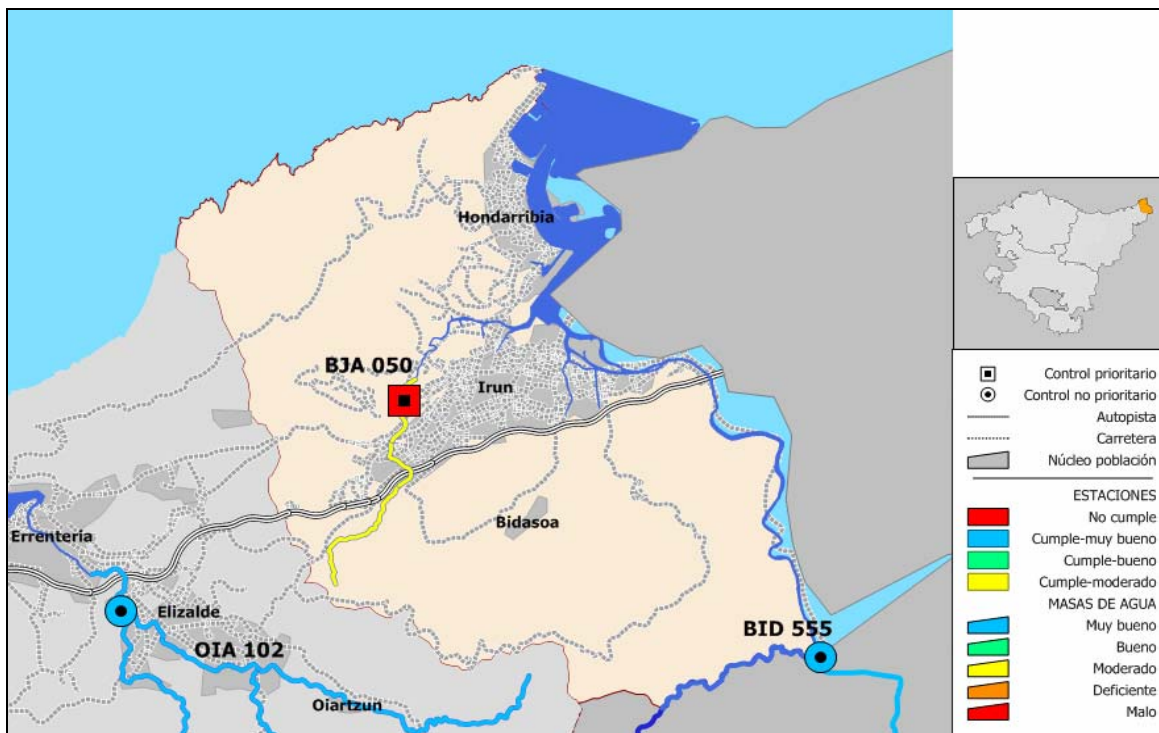 Hondarribia
BJA 050
Irun
Bidasoa
Errenteria
Elizalde
OIA 102
Oiartzun
BID 555
Control prioritario
Control no prioritario
Autopista
Carretera
Núcleo población
ESTACIONES
No cumple
Cumple-muy bueno
Cumple-bueno
Cumple-moderado
MASAS DE AGUA
Muy bueno
Bueno
Moderado
Deficiente
Malo